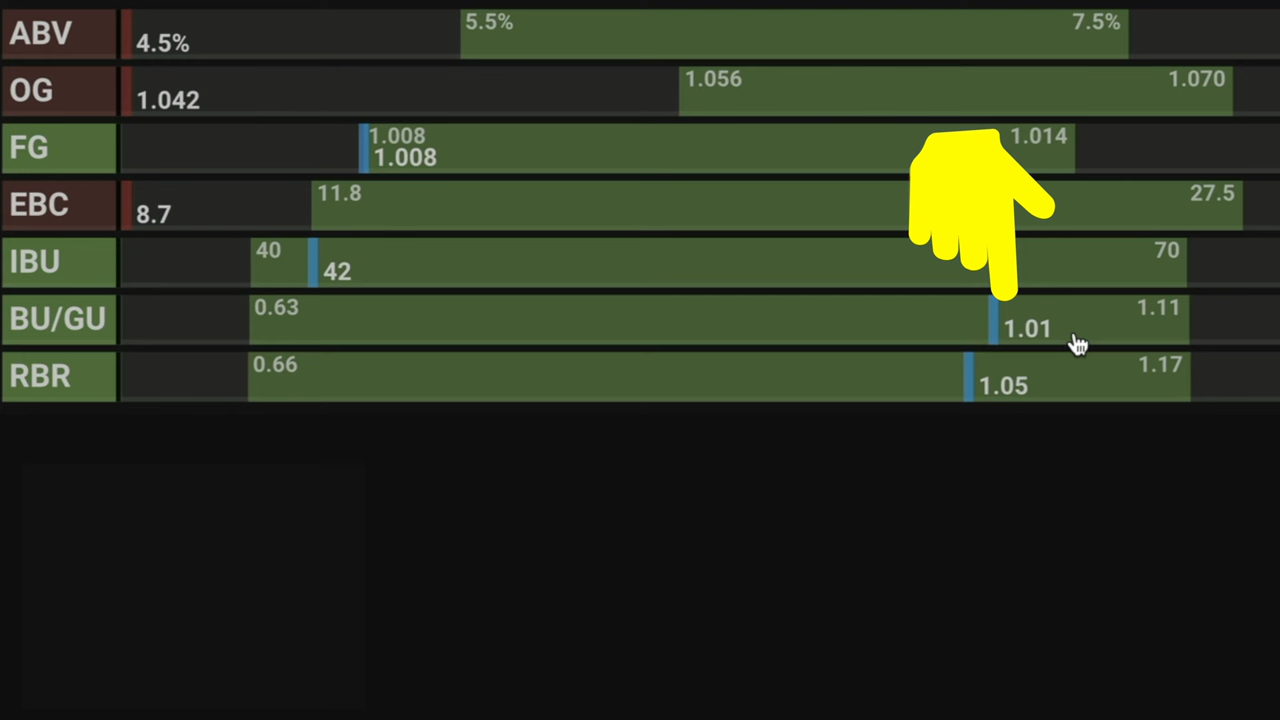 ABV 4.5% 5.5% 7.5%
OG 1.042 1.056 1.070
FG 1.008 1.008 1.014
EBC 8.7 11.8 27.5
IBU 40 42 70
BU/GU 0.63 1.01 1.11
RBR 0.66 1.05 1.17